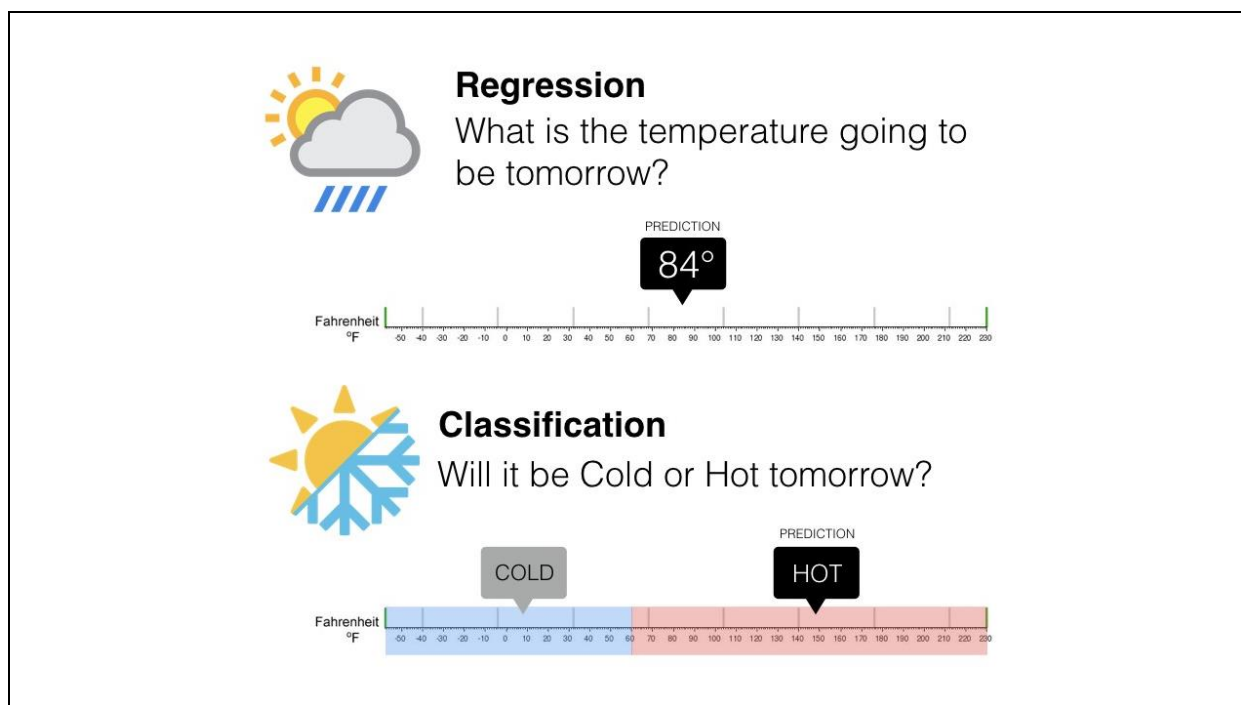 Regression
What is the temperature going to
be tomorrow?
PREDICTION
84°
Fahrenheit
°F
-50 -40 -30 -20 -10 0 10 20 30 40 50 60 70 80 90 100 110 120 130 140 150 160 170 180 190 200 210 220 230
Classification
Will it be Cold or Hot tomorrow?
PREDICTION
COLD
HOT
Fahrenheit
°F
-50 -40 -30 -20 -10 0 10 20 30 40 50 60 70 80 90 100 110 120 130 140 150 160 170 180 190 200 210 220 230